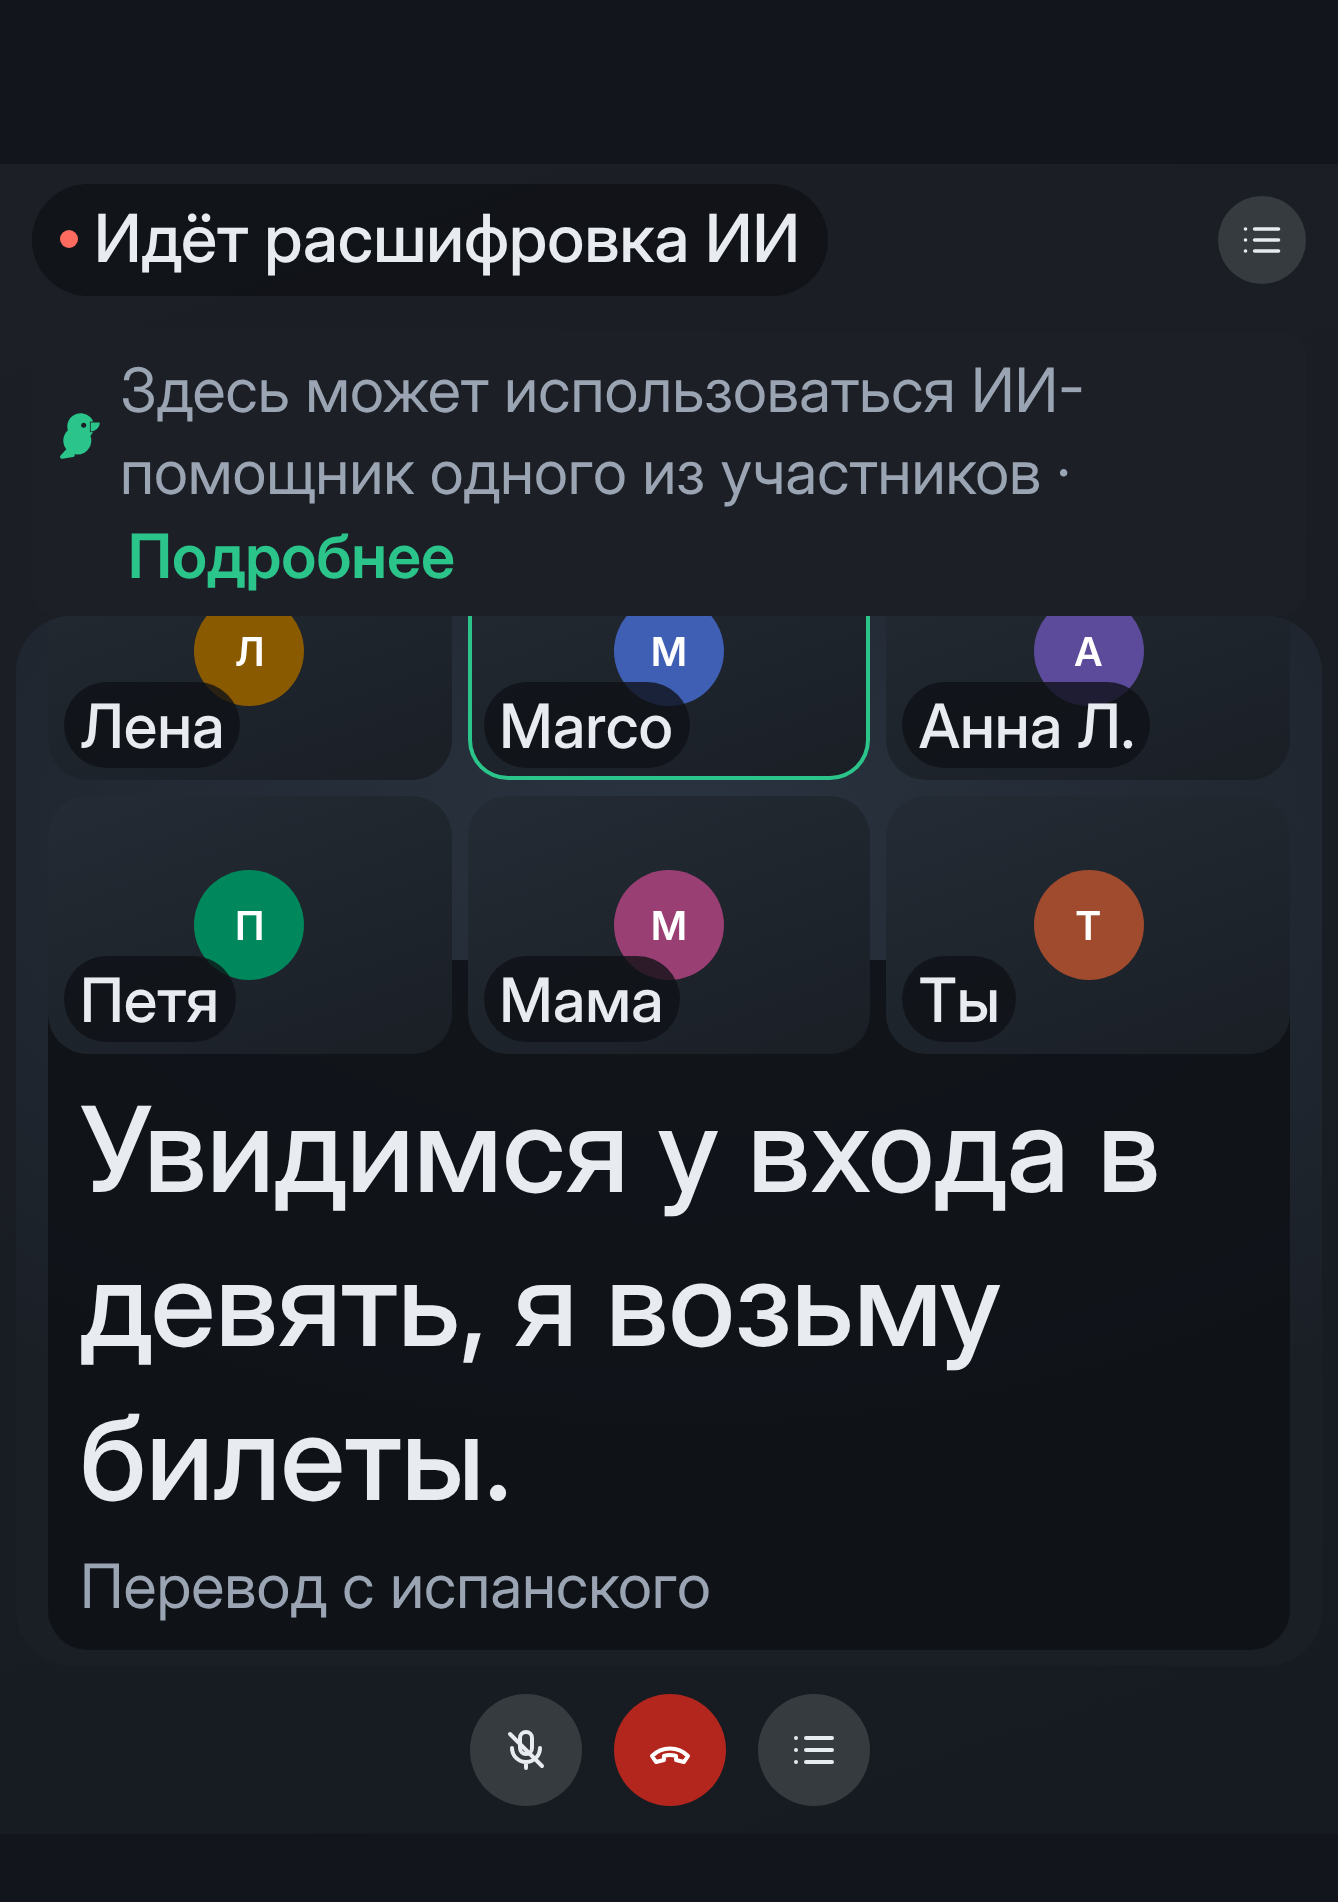 Идёт расшифровка ИИ
Здесь может использоваться ИИ-
помощник одного из участников ·
Подробнее
Л
М
А
Лена
Marco
Анна Л.
П
М
Т
Петя
Мама
Ты
Увидимся у входа в
девять, я возьму
билеты.
Перевод с испанского